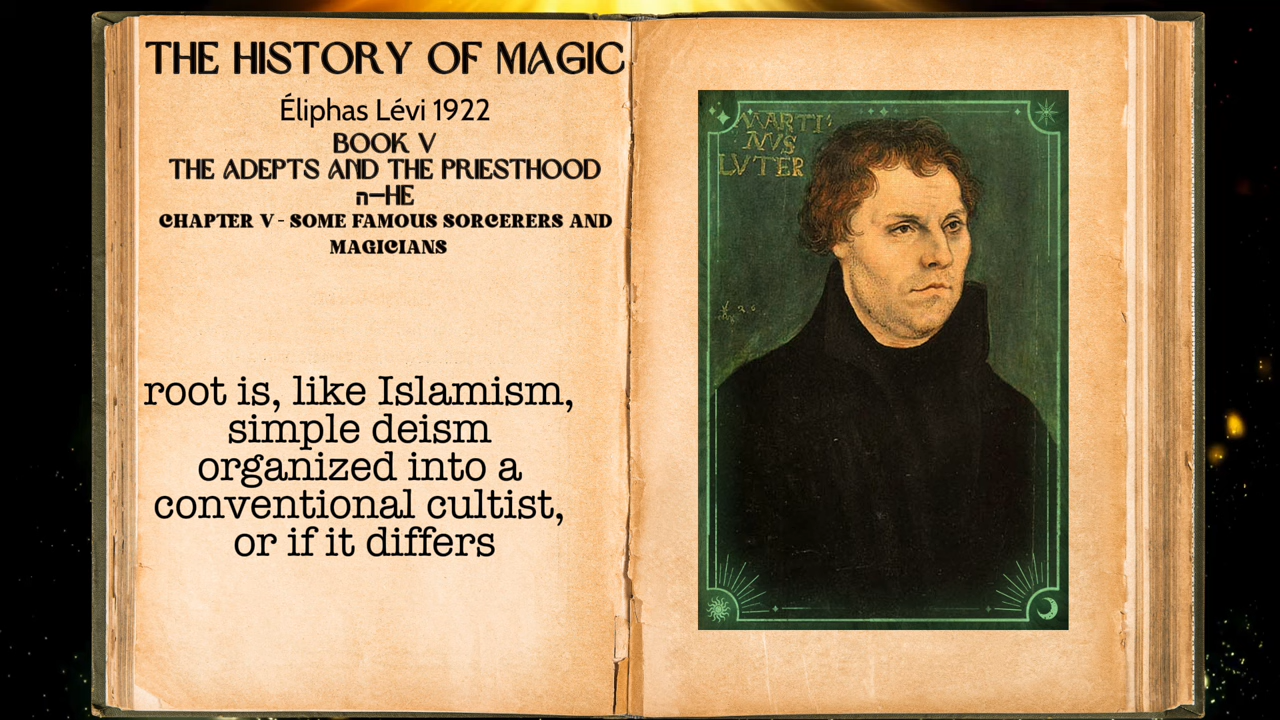 THE HISTORY OF MAGIC
Éliphas Lévi 1922
BOOK V
THE ADEPTS AND THE PRIESTHOOD
n—HE
CHAPTER V - SOME FAMOUS SORCERERS AND
MAGICIANS
root is, like Islamism,
simple deism
organized into a
conventional cultist,
or if it differs
MARTI
NVS
LVTER